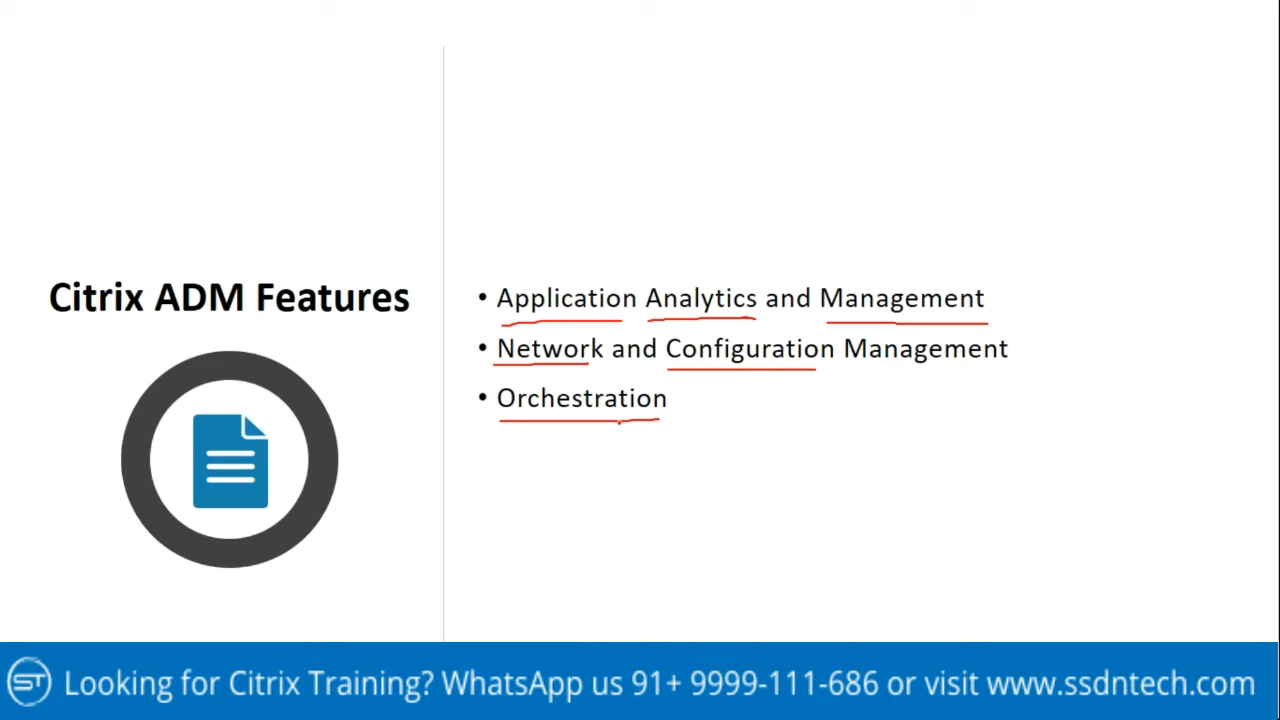 Citrix ADM Features
• Application Analytics and Management
• Network and Configuration Management
• Orchestration
ST Looking for Citrix Training? WhatsApp us 91+ 9999-111-686 or visit www.ssdntech.com